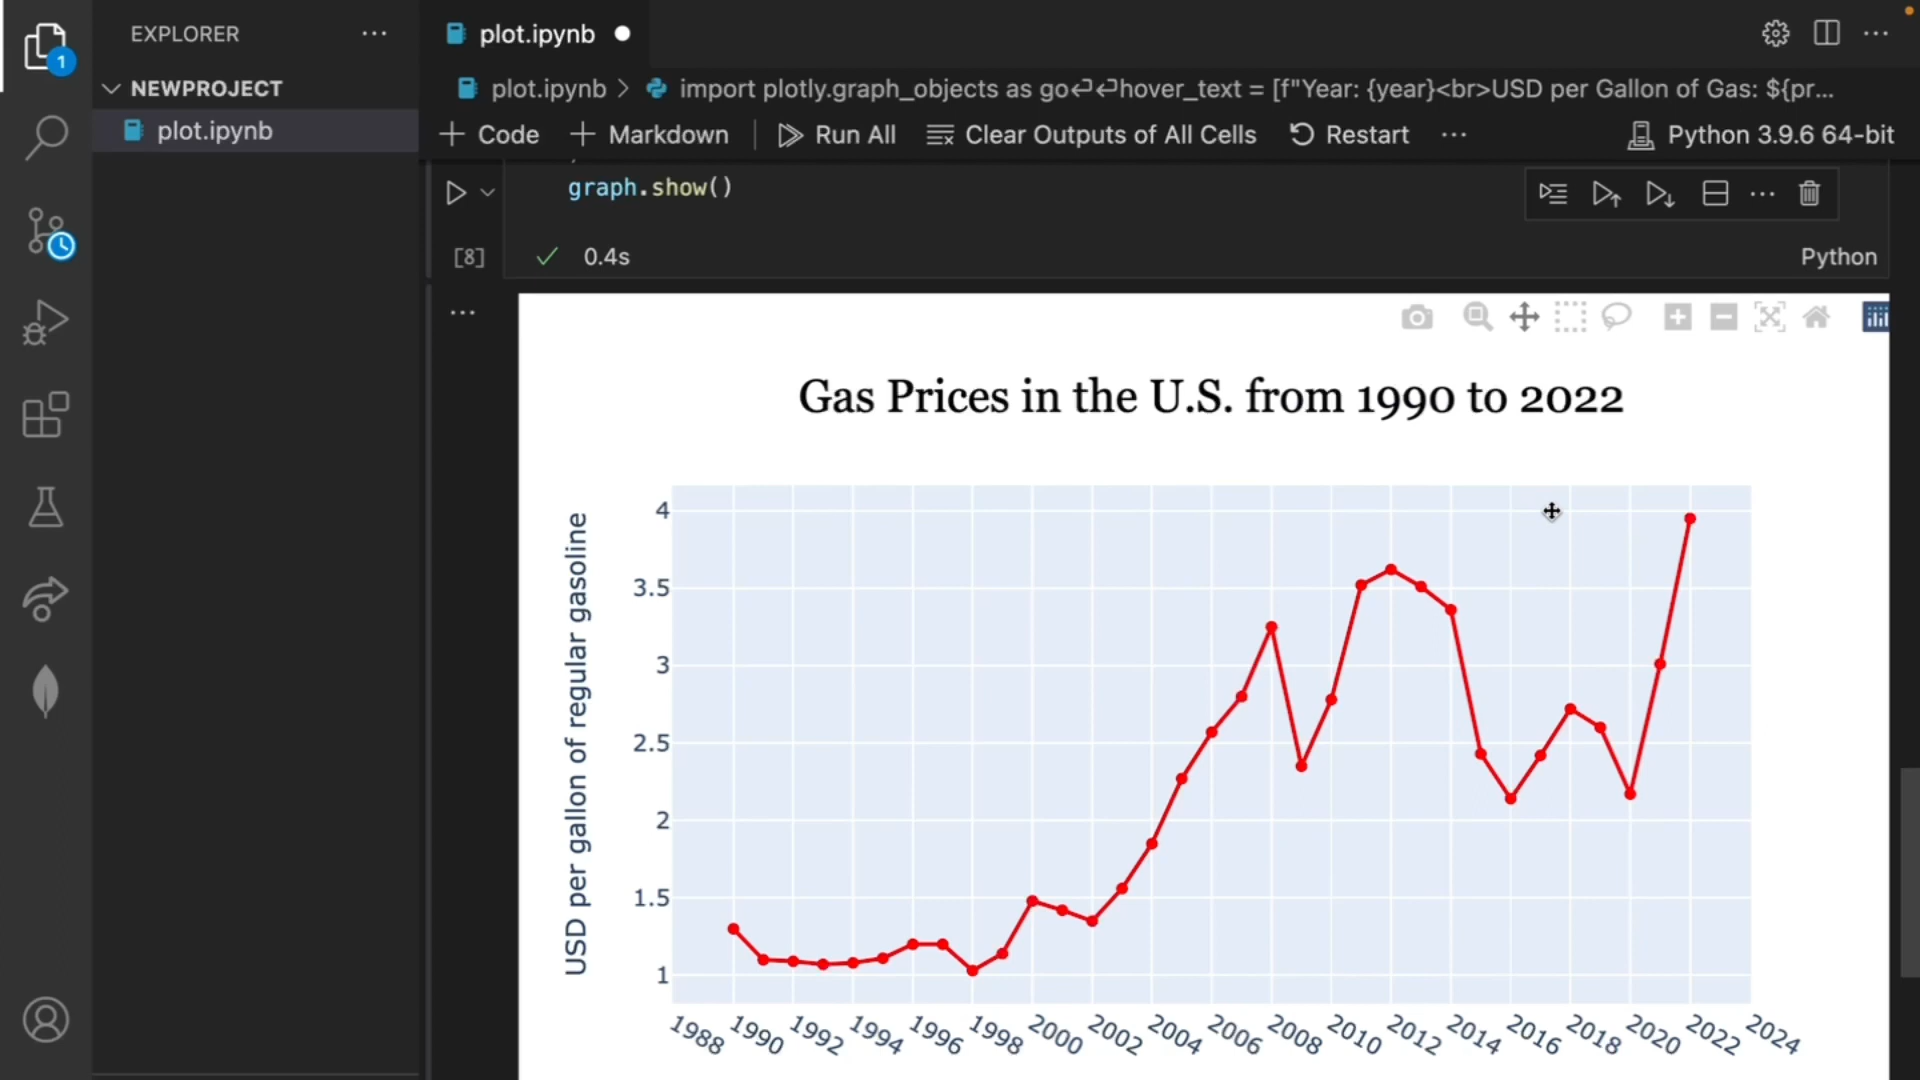 EXPLORER
NEWPROJECT
plot.ipynb
1
plot.ipynb
plot.ipynb > import plotly.graph_objects as go↵↵hover_text = [f"Year: {year}<br>USD per Gallon of Gas: ${pr...
+ Code + Markdown Run All Clear Outputs of All Cells Restart ... Python 3.9.6 64-bit
graph.show()
[8] 0.4s Python
Gas Prices in the U.S. from 1990 to 2022
USD per gallon of regular gasoline
4
3.5
3
2.5
2
1.5
1
1988 1990 1992 1994 1996 1998 2000 2002 2004 2006 2008 2010 2012 2014 2016 2018 2020 2022 2024